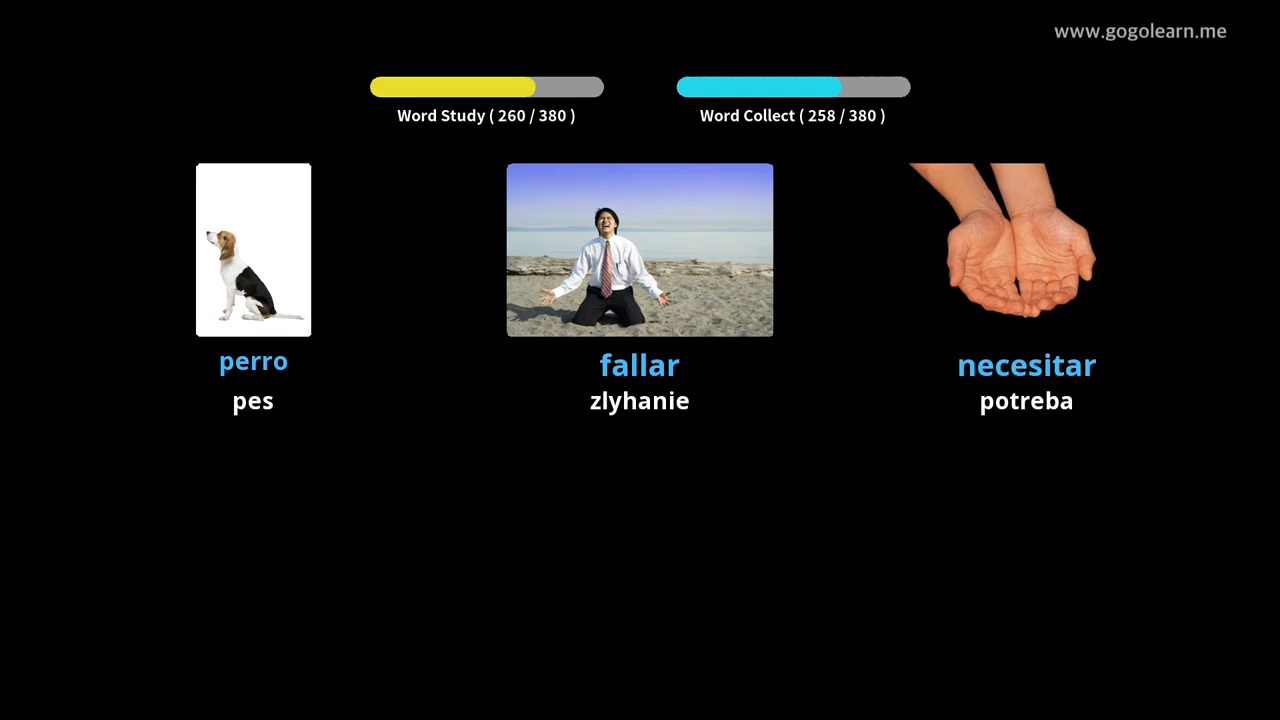 www.gogolearn.me
Word Study ( 260 / 380 )
Word Collect ( 258 / 380 )
perro
fallar
necesitar
pes
zlyhanie
potreba